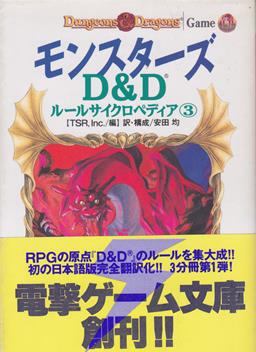 Dungeons & Dragons® Game
モンスターズ
D&D®
ルールサイクロペディア③
【TSR, Inc./編】訳・構成/安田 均
RPGの原点『D&D®』のルールを集大成!!
初の日本語版完全翻訳化!! 3分冊第1弾!
電撃ゲーム文庫
創刊!!